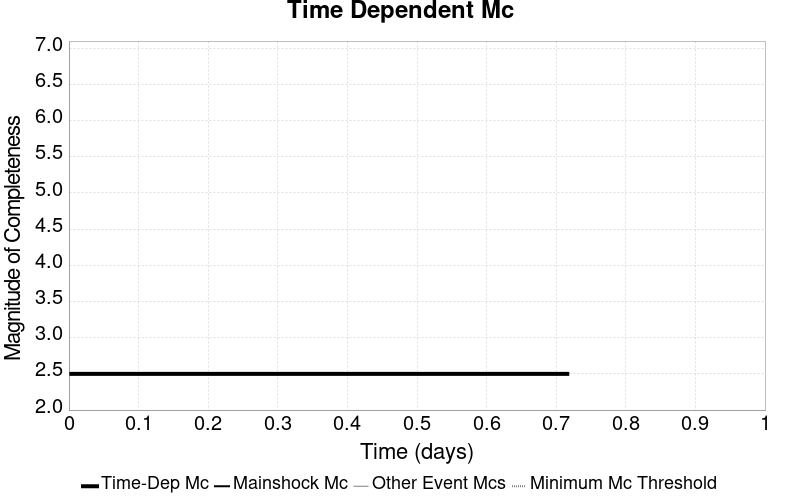 Time Dependent Mc
7.0
6.5
6.0
5.5
5.0
4.5
4.0
3.5
3.0
2.5
2.0
Magnitude of Completeness
0 0.1 0.2 0.3 0.4 0.5 0.6 0.7 0.8 0.9 1
Time (days)
Time-Dep Mc Mainshock Mc Other Event Mcs Minimum Mc Threshold